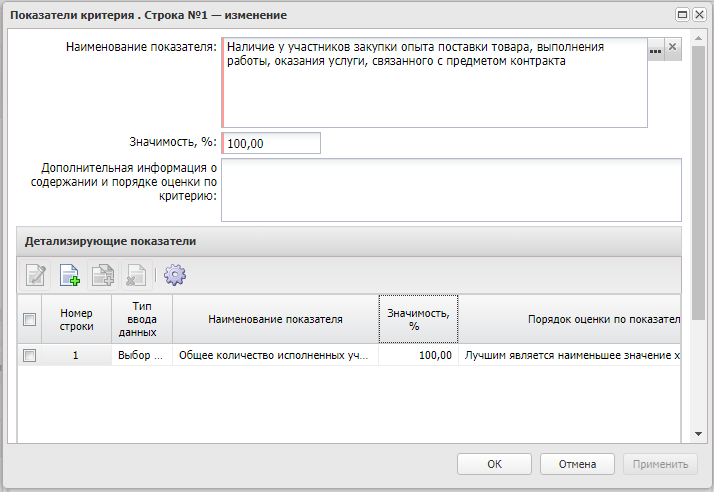 Показатели критерия . Строка №1 — изменение
Наименование показателя:
Наличие у участников закупки опыта поставки товара, выполнения
работы, оказания услуги, связанного с предметом контракта
Значимость, %:
100,00
Дополнительная информация о
содержании и порядке оценки по
критерию:
Детализирующие показатели
Номер
строки
Тип
ввода
данных
Наименование показателя
Значимость,
%
Порядок оценки по показател
1
Выбор ...
Общее количество исполненных уч...
100,00
Лучшим является наименьшее значение х
ОК
Отмена
Применить